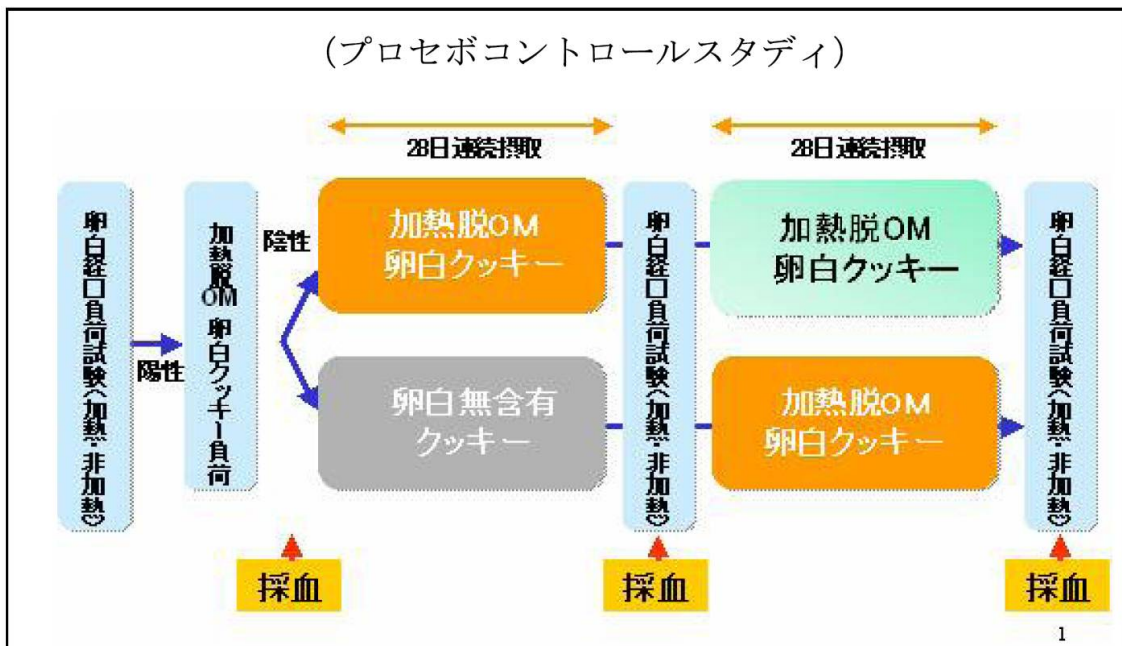 (プロセボコントロールスタディ)
28日連続摂取
28日連続摂取
卵白経口負荷試験(加熱・非加熱)
陽性
加熱脱OM卵白クッキー負荷
陰性
加熱脱OM
卵白クッキー
卵白無含有
クッキー
卵白経口負荷試験(加熱・非加熱)
加熱脱OM
卵白クッキー
加熱脱OM
卵白クッキー
卵白経口負荷試験(加熱・非加熱)
採血
採血
採血
1